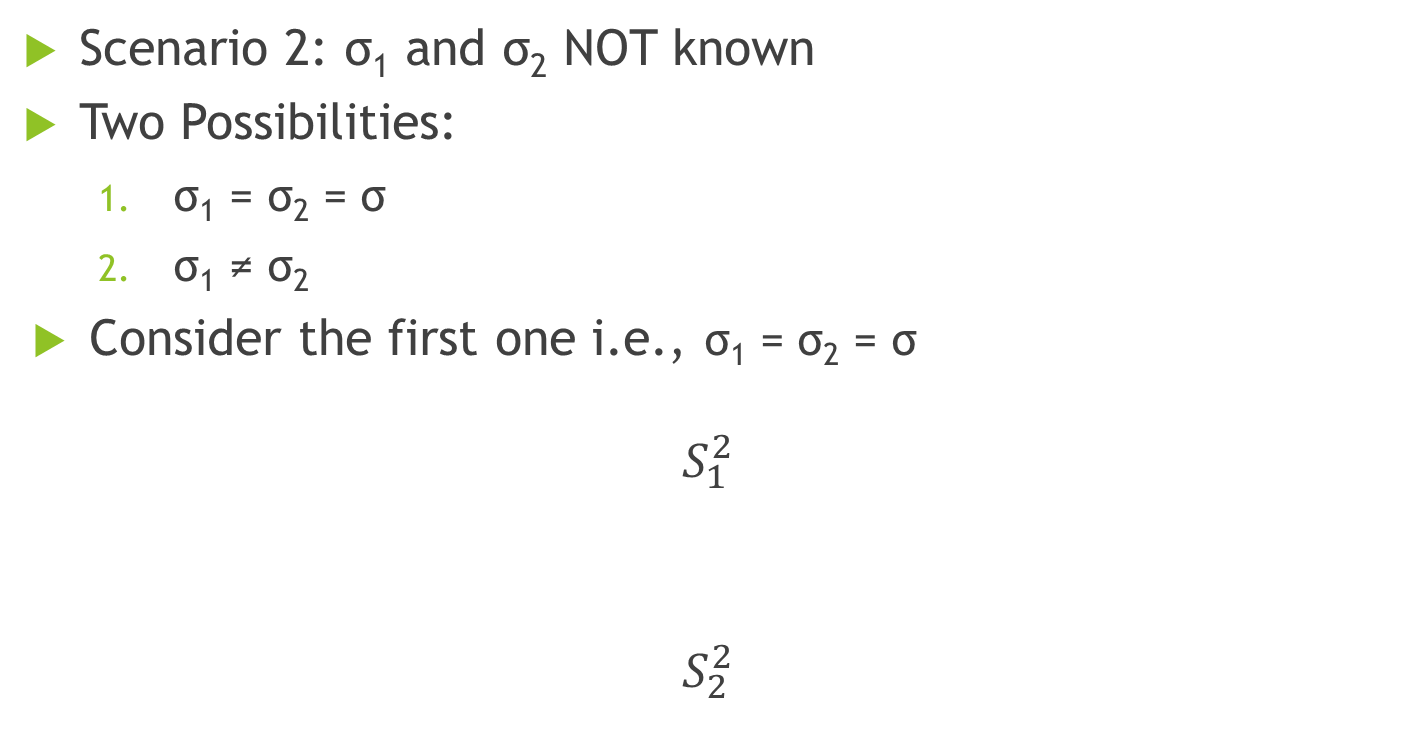 ▶ Scenario 2: σ₁ and σ₂ NOT known
▶ Two Possibilities:
1. σ₁ = σ₂ = σ
2. σ₁ ≠ σ₂
▶ Consider the first one i.e., σ₁ = σ₂ = σ
𝑆₁²
𝑆₂²